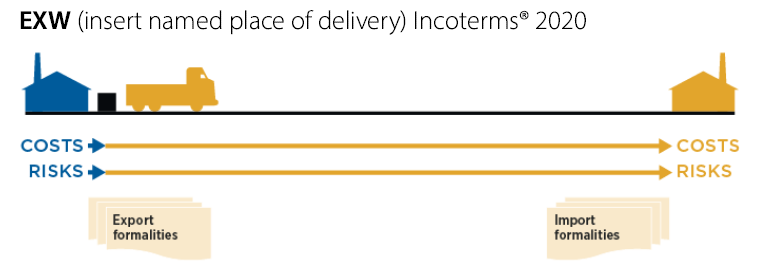 EXW (insert named place of delivery) Incoterms® 2020
COSTS COSTS
RISKS RISKS
Export
formalities
Import
formalities